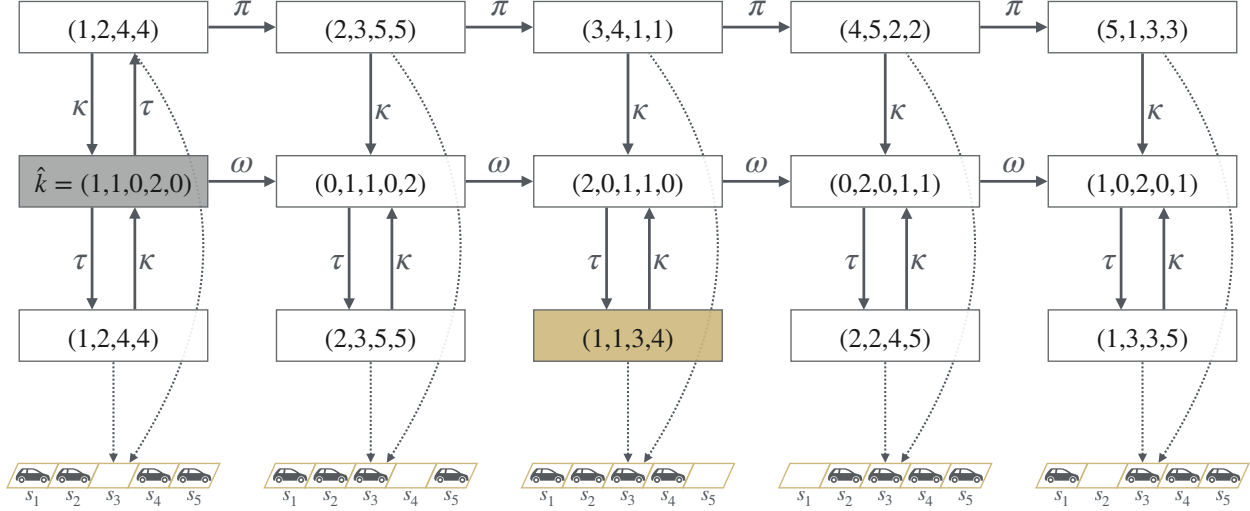 π π π π
(1,2,4,4) (2,3,5,5) (3,4,1,1) (4,5,2,2) (5,1,3,3)
κ τ κ κ κ κ
ω ω ω ω
k̂ = (1,1,0,2,0) (0,1,1,0,2) (2,0,1,1,0) (0,2,0,1,1) (1,0,2,0,1)
τ κ τ κ τ κ τ κ τ κ
(1,2,4,4) (2,3,5,5) (1,1,3,4) (2,2,4,5) (1,3,3,5)
s₁ s₂ s₃ s₄ s₅ s₁ s₂ s₃ s₄ s₅ s₁ s₂ s₃ s₄ s₅ s₁ s₂ s₃ s₄ s₅ s₁ s₂ s₃ s₄ s₅